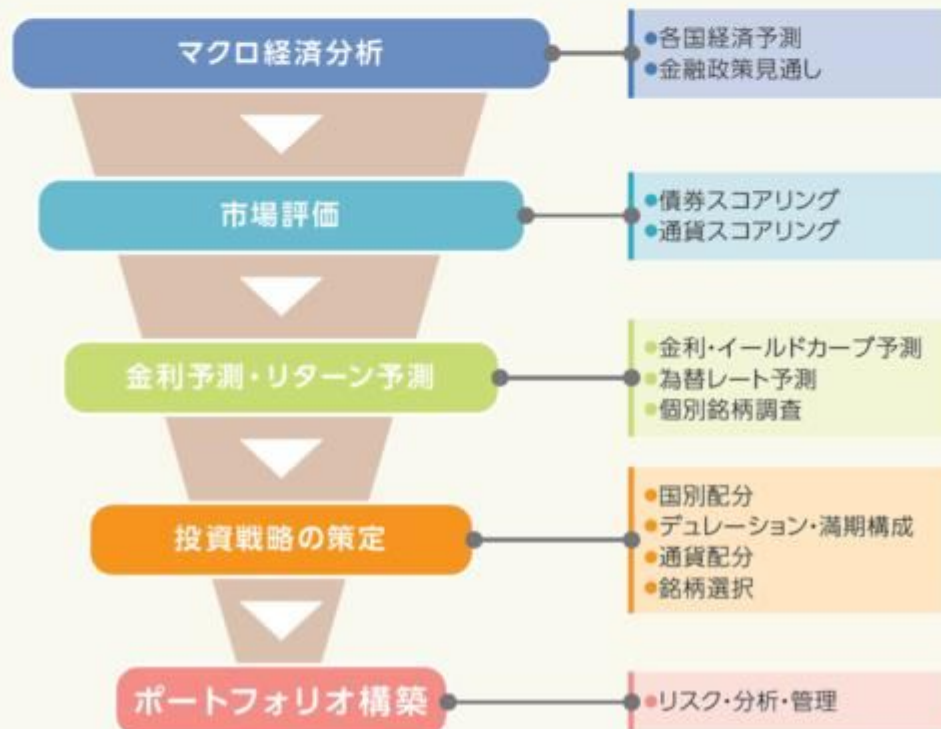 マクロ経済分析
●各国経済予測
●金融政策見通し
市場評価
●債券スコアリング
●通貨スコアリング
金利予測・リターン予測
●金利・イールドカーブ予測
●為替レート予測
●個別銘柄調査
投資戦略の策定
●国別配分
●デュレーション・満期構成
●通貨配分
●銘柄選択
ポートフォリオ構築
●リスク・分析・管理